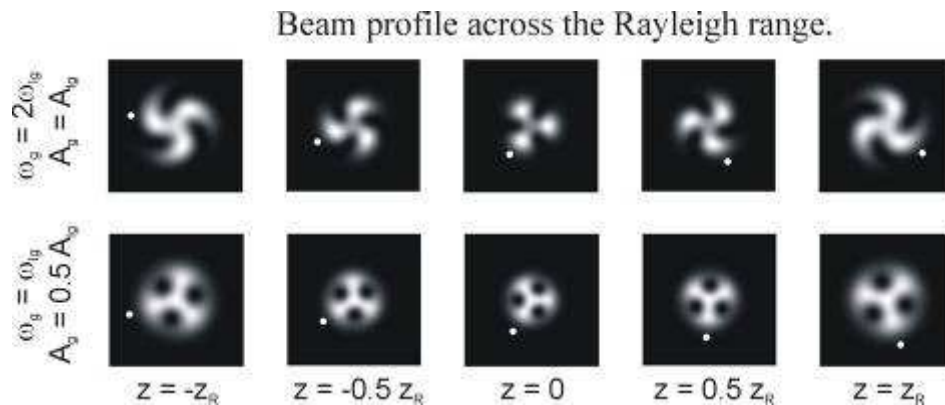 Beam profile across the Rayleigh range.
ω_g = 2ω_lg
A_g = A_lg
ω_g = ω_lg
A_g = 0.5 A_lg
z = -z_R
z = -0.5 z_R
z = 0
z = 0.5 z_R
z = z_R